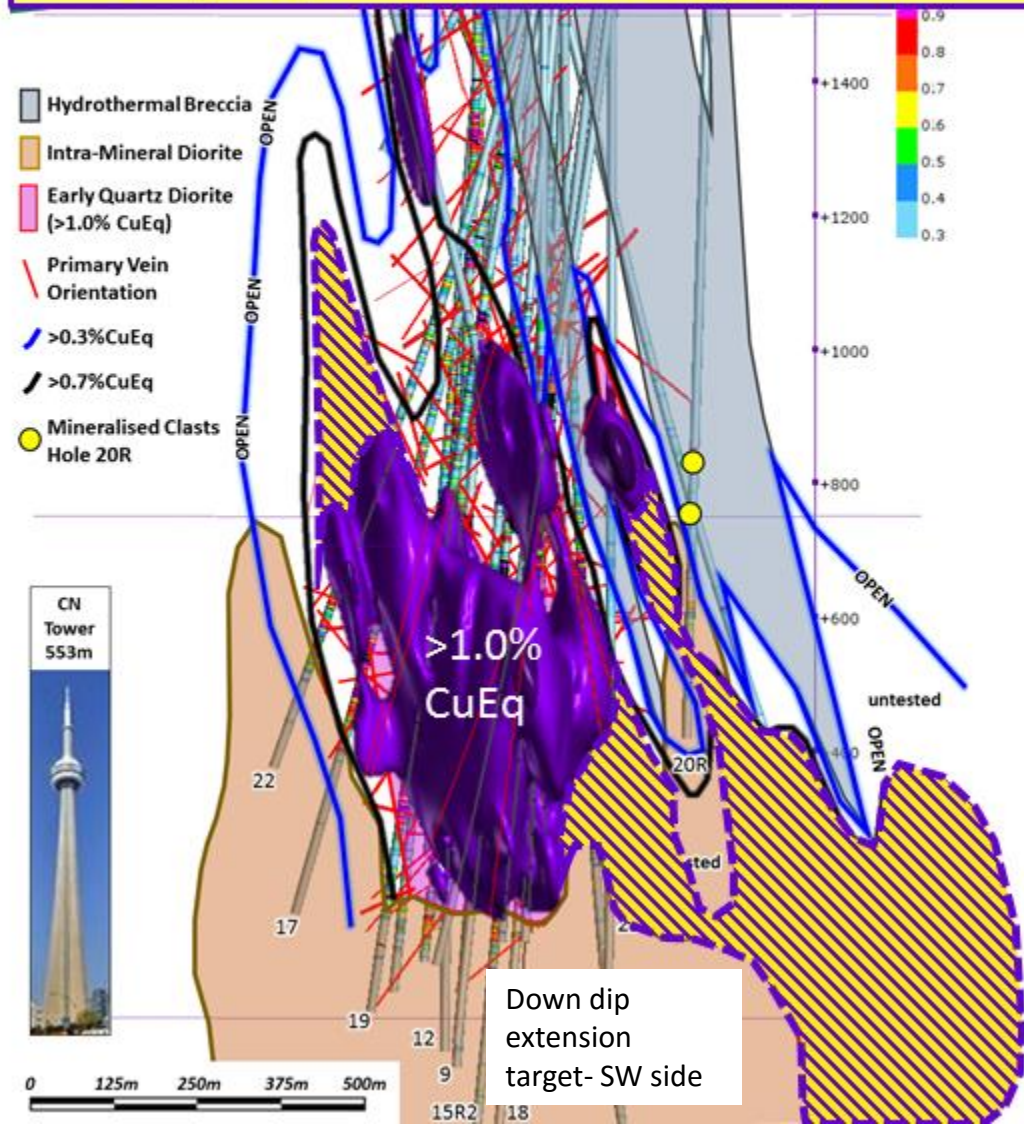 Hydrothermal Breccia
Intra-Mineral Diorite
Early Quartz Diorite
(>1.0% CuEq)
Primary Vein
Orientation
>0.3%CuEq
>0.7%CuEq
Mineralised Clasts
Hole 20R
OPEN
OPEN
OPEN
0.9
0.8
0.7
0.6
0.5
0.4
0.3
+1400
+1200
+1000
+800
+600
OPEN
untested
OPEN
CN
Tower
553m
>1.0%
CuEq
20R
22
17
19
12
9
15R2
18
Down dip
extension
target- SW side
0 125m 250m 375m 500m